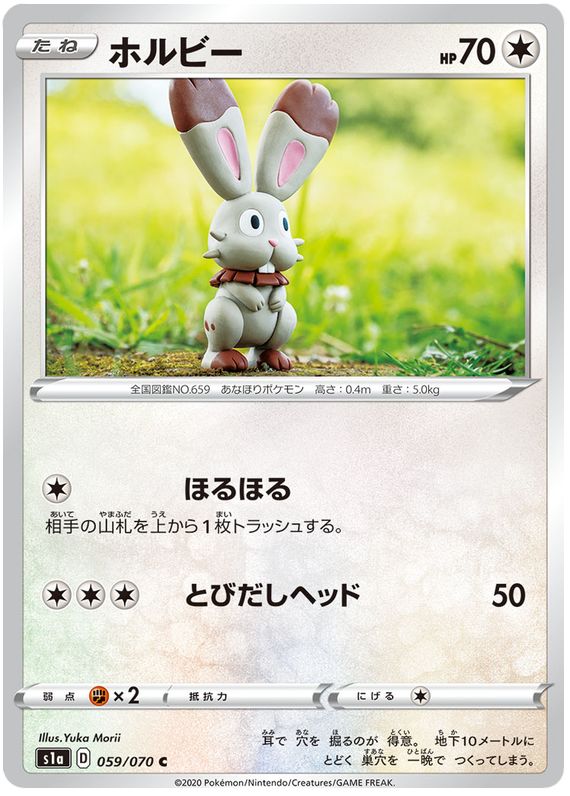 たね ホルビー HP70
全国図鑑NO.659 あなほりポケモン 高さ:0.4m 重さ:5.0kg
ほるほる
相手の山札を上から1枚トラッシュする。
とびだしヘッド 50
弱点 ×2 抵抗力 にげる
Illus.Yuka Morii
耳で 穴を 掘るのが 得意。 地下10メートルに
とどく 巣穴を 一晩で つくってしまう。
s1a D 059/070 C
©2020 Pokémon/Nintendo/Creatures/GAME FREAK.